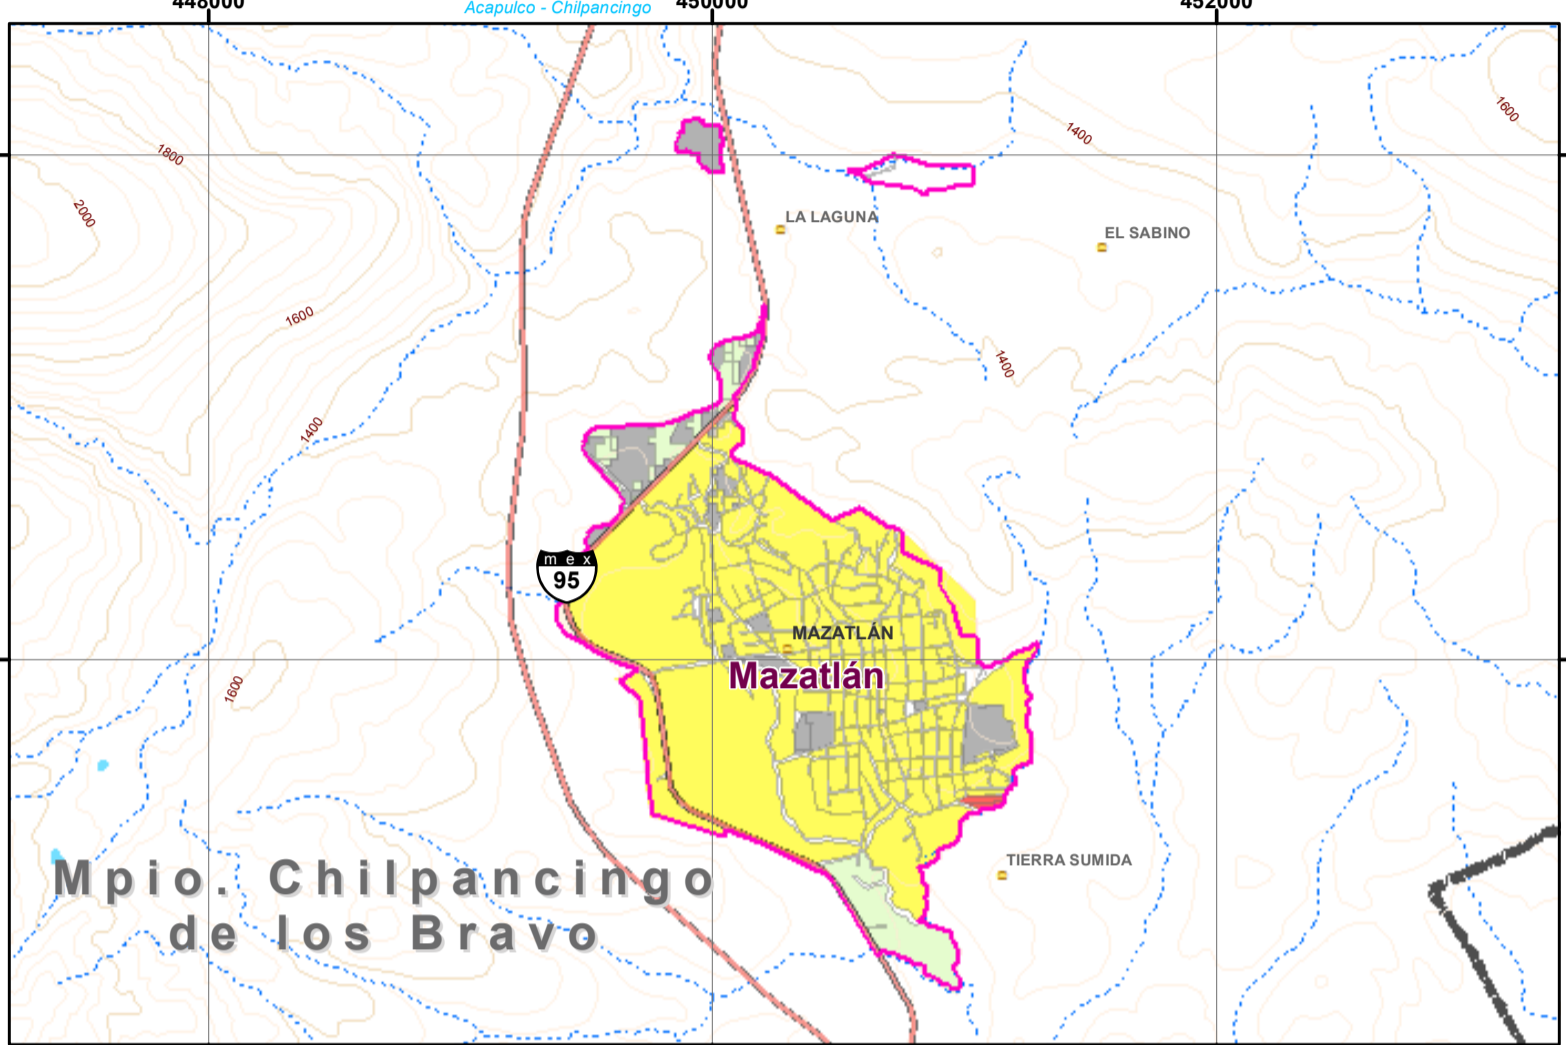 448000
Acapulco - Chilpancingo
450000
452000
1600
1400
1800
2000
LA LAGUNA
EL SABINO
1600
1400
1400
mex
95
MAZATLÁN
Mazatlán
1600
TIERRA SUMIDA
Mpio. Chilpancingo
de los Bravo